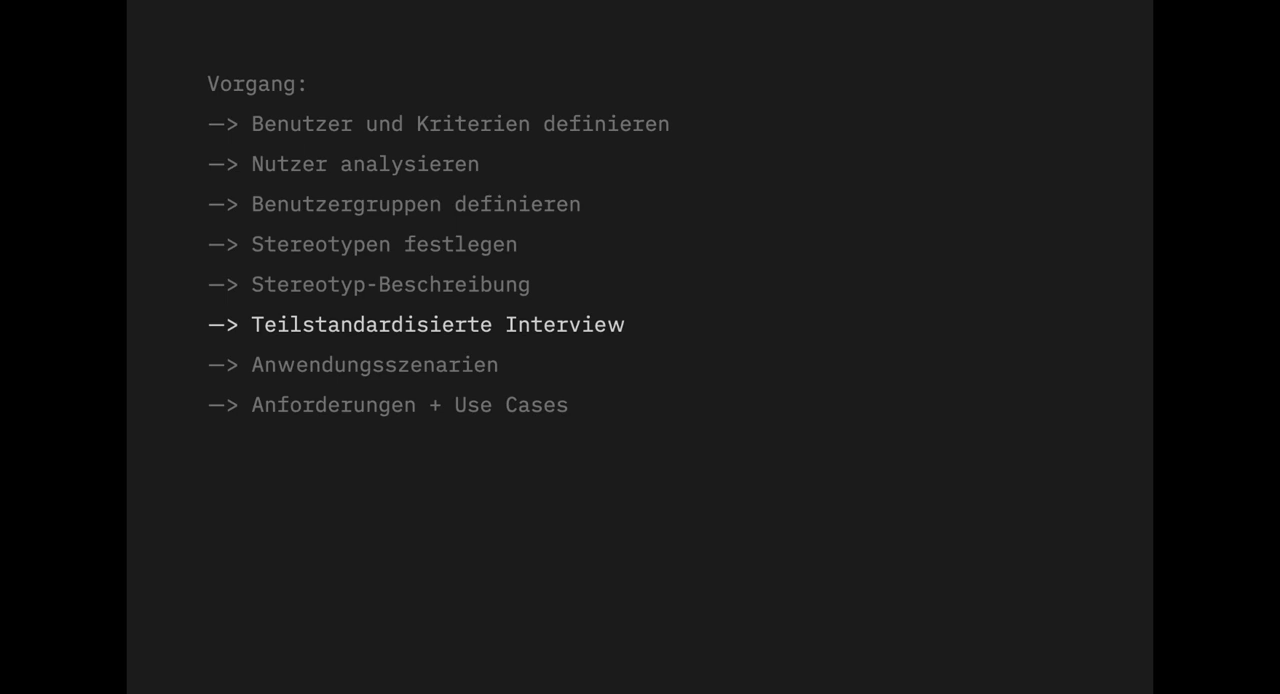 Vorgang:
—> Benutzer und Kriterien definieren
—> Nutzer analysieren
—> Benutzergruppen definieren
—> Stereotypen festlegen
—> Stereotyp-Beschreibung
—> Teilstandardisierte Interview
—> Anwendungsszenarien
—> Anforderungen + Use Cases